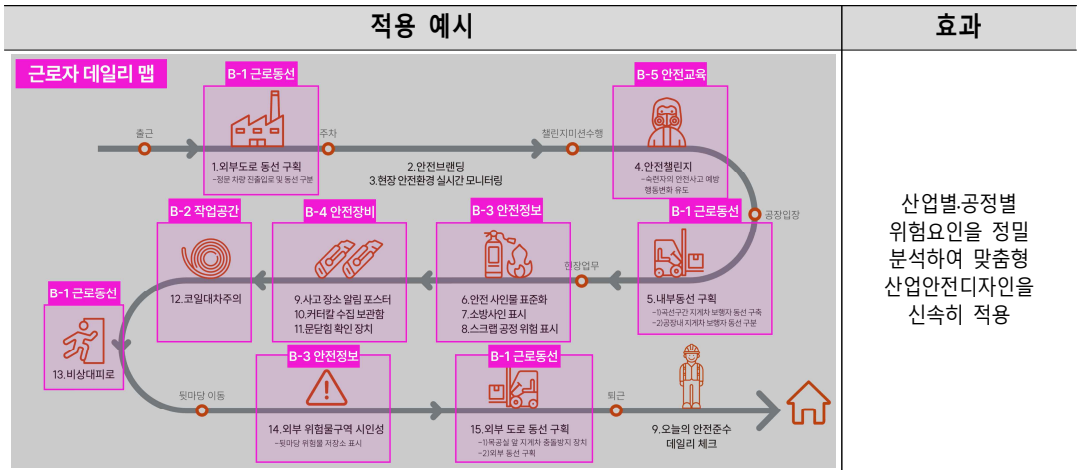 적용 예시
효과
근로자 데일리 맵
B-1 근로동선
B-5 안전교육
출근
주차
챌린지미션수행
1.외부도로 동선 구획
-정문 차량 진출입로 및 동선 구분
2.안전브랜딩
3.현장 안전환경 실시간 모니터링
4.안전챌린지
-숙련자의 안전사고 예방
행동변화 유도
공장입장
B-2 작업공간
B-4 안전장비
B-3 안전정보
B-1 근로동선
현장업무
12.코일대차주의
9.사고 장소 알림 포스터
10.커터칼 수집 보관함
11.문닫힘 확인 장치
6.안전 사인물 표준화
7.소방사인 표시
8.스크랩 공정 위험 표시
5.내부동선 구획
-1)곡선구간 지게차 보행자 동선 구축
-2)공장내 지게차 보행자 동선 구분
B-1 근로동선
13.비상대피로
B-3 안전정보
B-1 근로동선
뒷마당 이동
퇴근
14.외부 위험물구역 시인성
-뒷마당 위험물 저장소 표시
15.외부 도로 동선 구획
-1)목공실 앞 지게차 충돌방지 장치
-2)외부 동선 구획
9.오늘의 안전준수
데일리 체크
산업별·공정별
위험요인을 정밀
분석하여 맞춤형
산업안전디자인을
신속히 적용